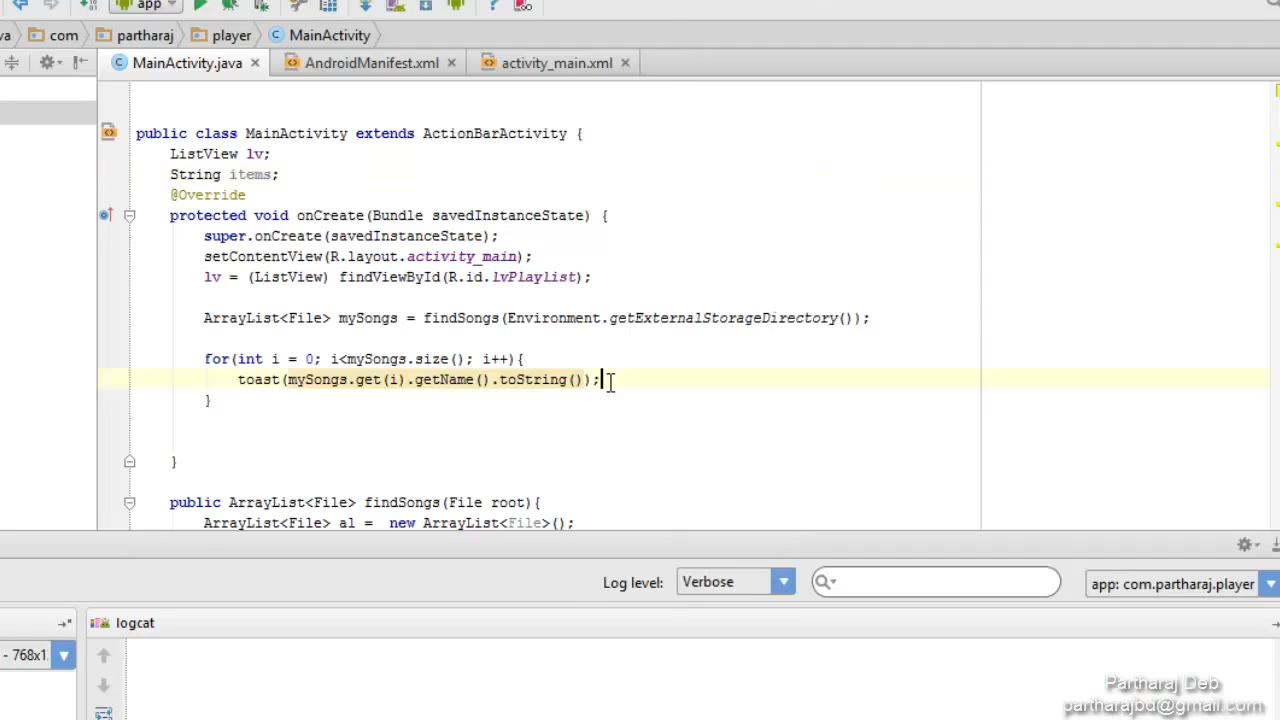 app
va
com
partharaj
player
MainActivity
MainActivity.java
AndroidManifest.xml
activity_main.xml
public class MainActivity extends ActionBarActivity {
ListView lv;
String items;
@Override
protected void onCreate(Bundle savedInstanceState) {
super.onCreate(savedInstanceState);
setContentView(R.layout.activity_main);
lv = (ListView) findViewById(R.id.lvPlaylist);
ArrayList<File> mySongs = findSongs(Environment.getExternalStorageDirectory());
for(int i = 0; i<mySongs.size(); i++){
toast(mySongs.get(i).getName().toString());
}
}
public ArrayList<File> findSongs(File root){
ArrayList<File> al =  new ArrayList<File>();
Log level:
Verbose
app: com.partharaj.player
logcat
- 768x1
Partharaj Deb
partharajbd@gmail.com